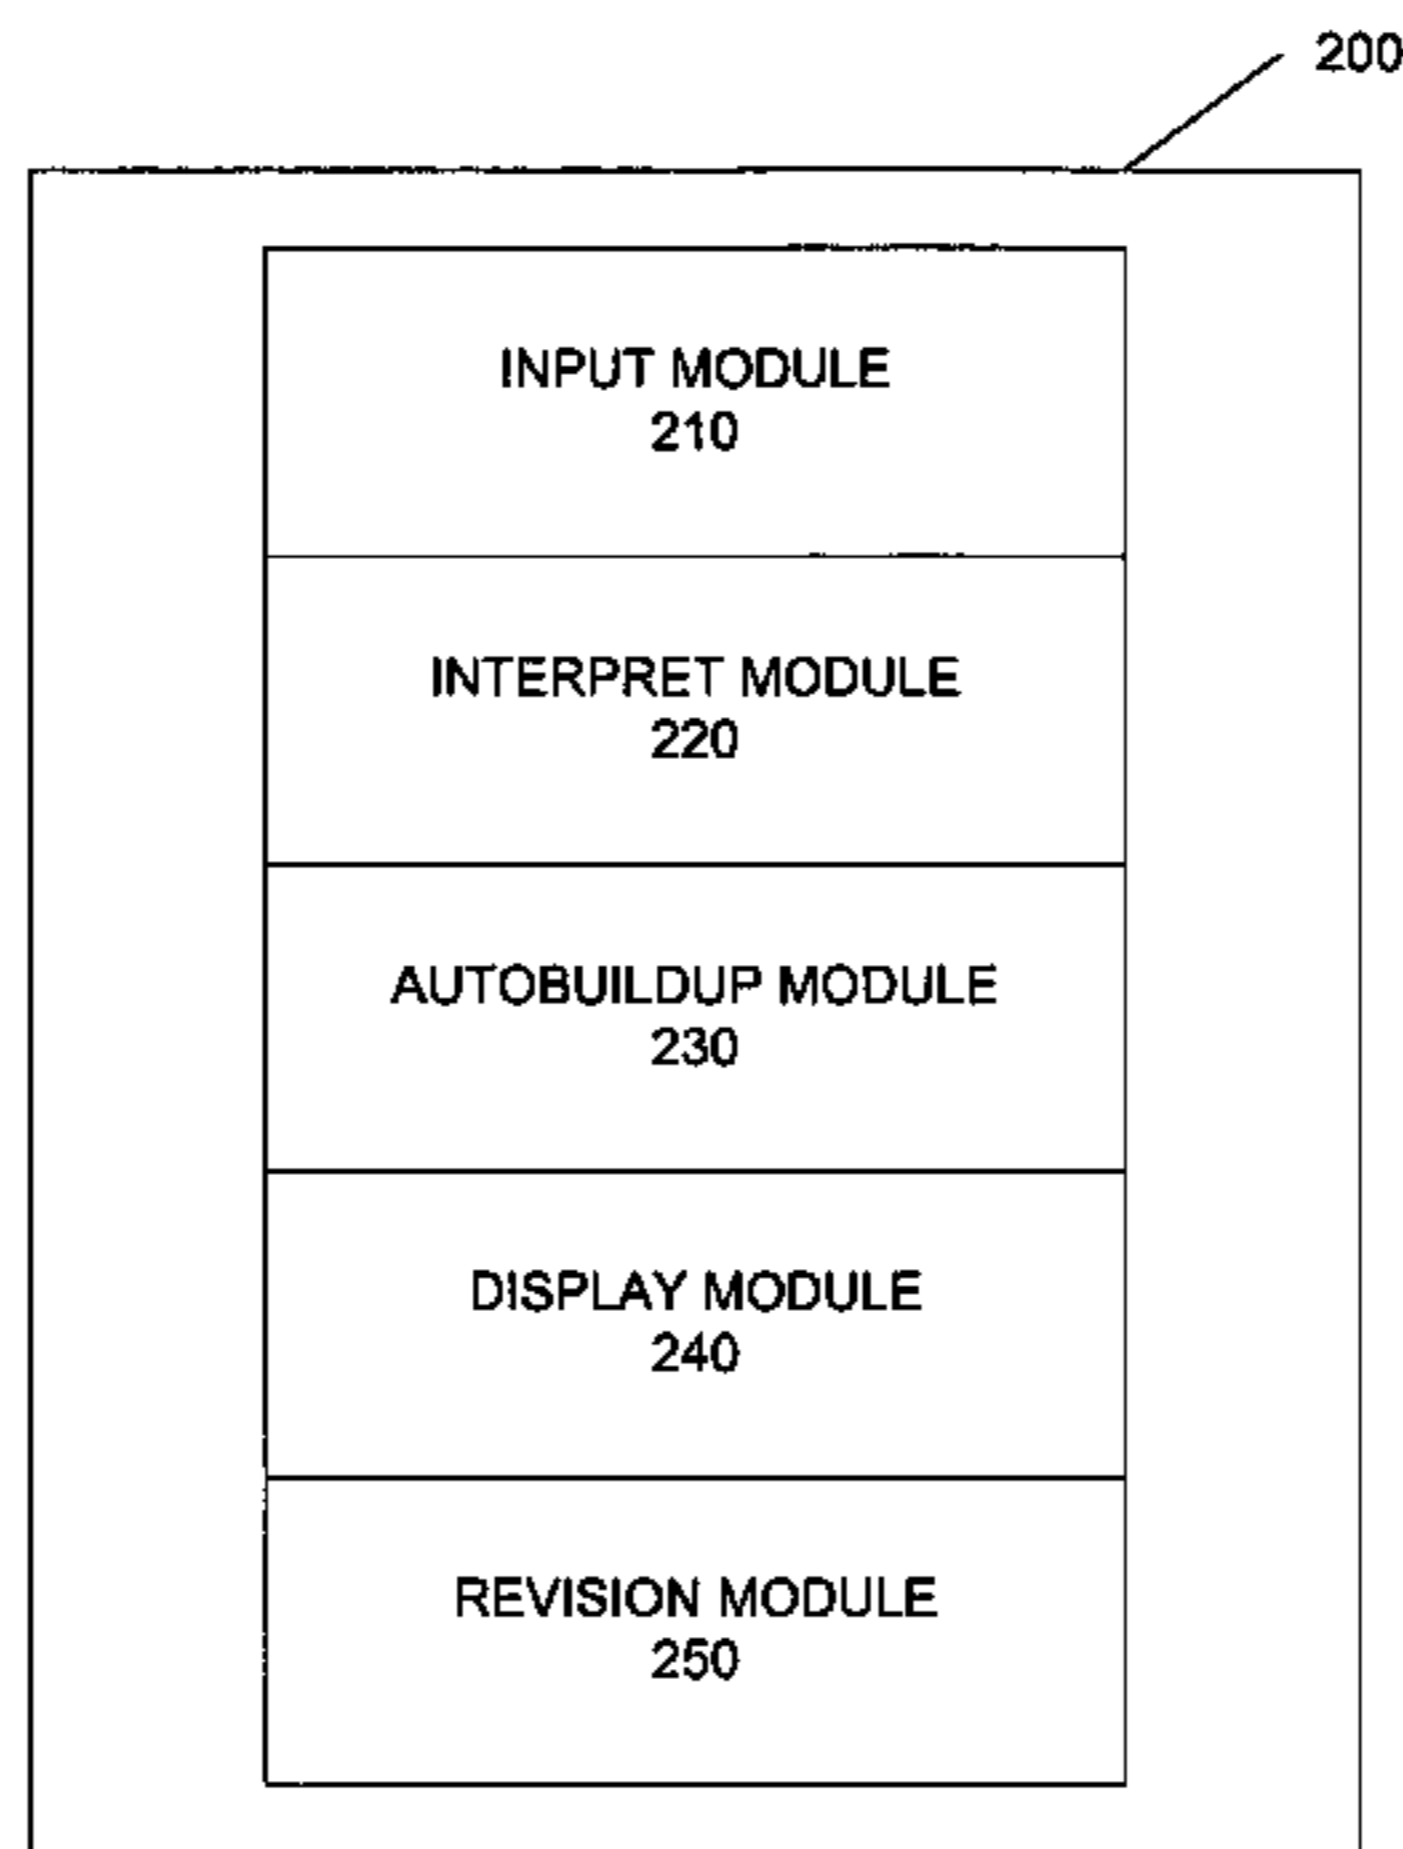 200
INPUT MODULE
210
INTERPRET MODULE
220
AUTOBUILDUP MODULE
230
DISPLAY MODULE
240
REVISION MODULE
250